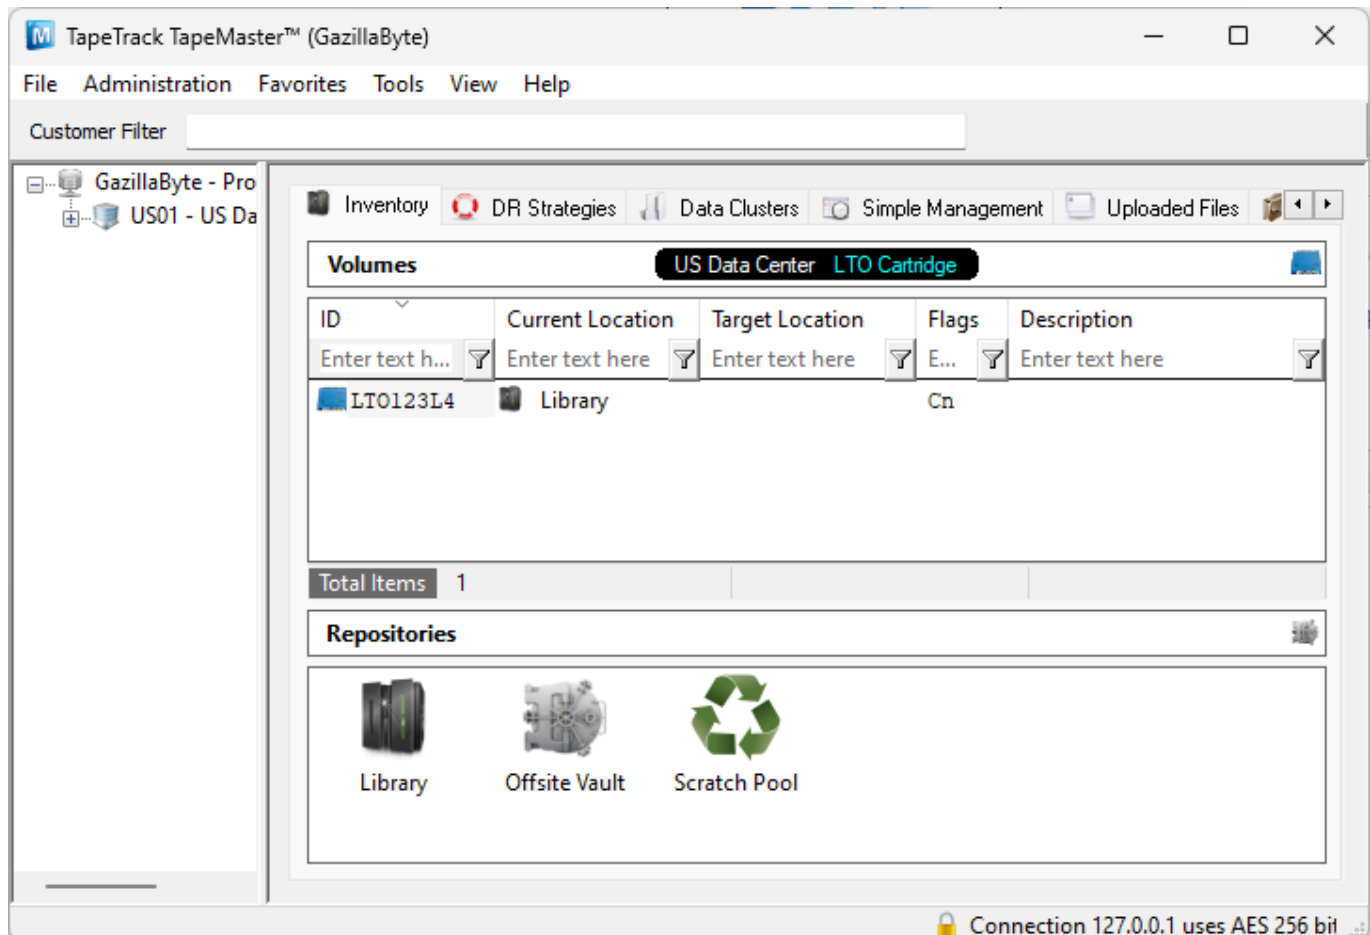 TapeTrack TapeMaster™ (GazillaByte)
File Administration Favorites Tools View Help
Customer Filter
GazillaByte - Pro
US01 - US Da
Inventory DR Strategies Data Clusters Simple Management Uploaded Files
Volumes US Data Center LTO Cartridge
ID Current Location Target Location Flags Description
Enter text h... Enter text here Enter text here E... Enter text here
LTO123L4 Library Cn
Total Items 1
Repositories
Library Offsite Vault Scratch Pool
Connection 127.0.0.1 uses AES 256 bit